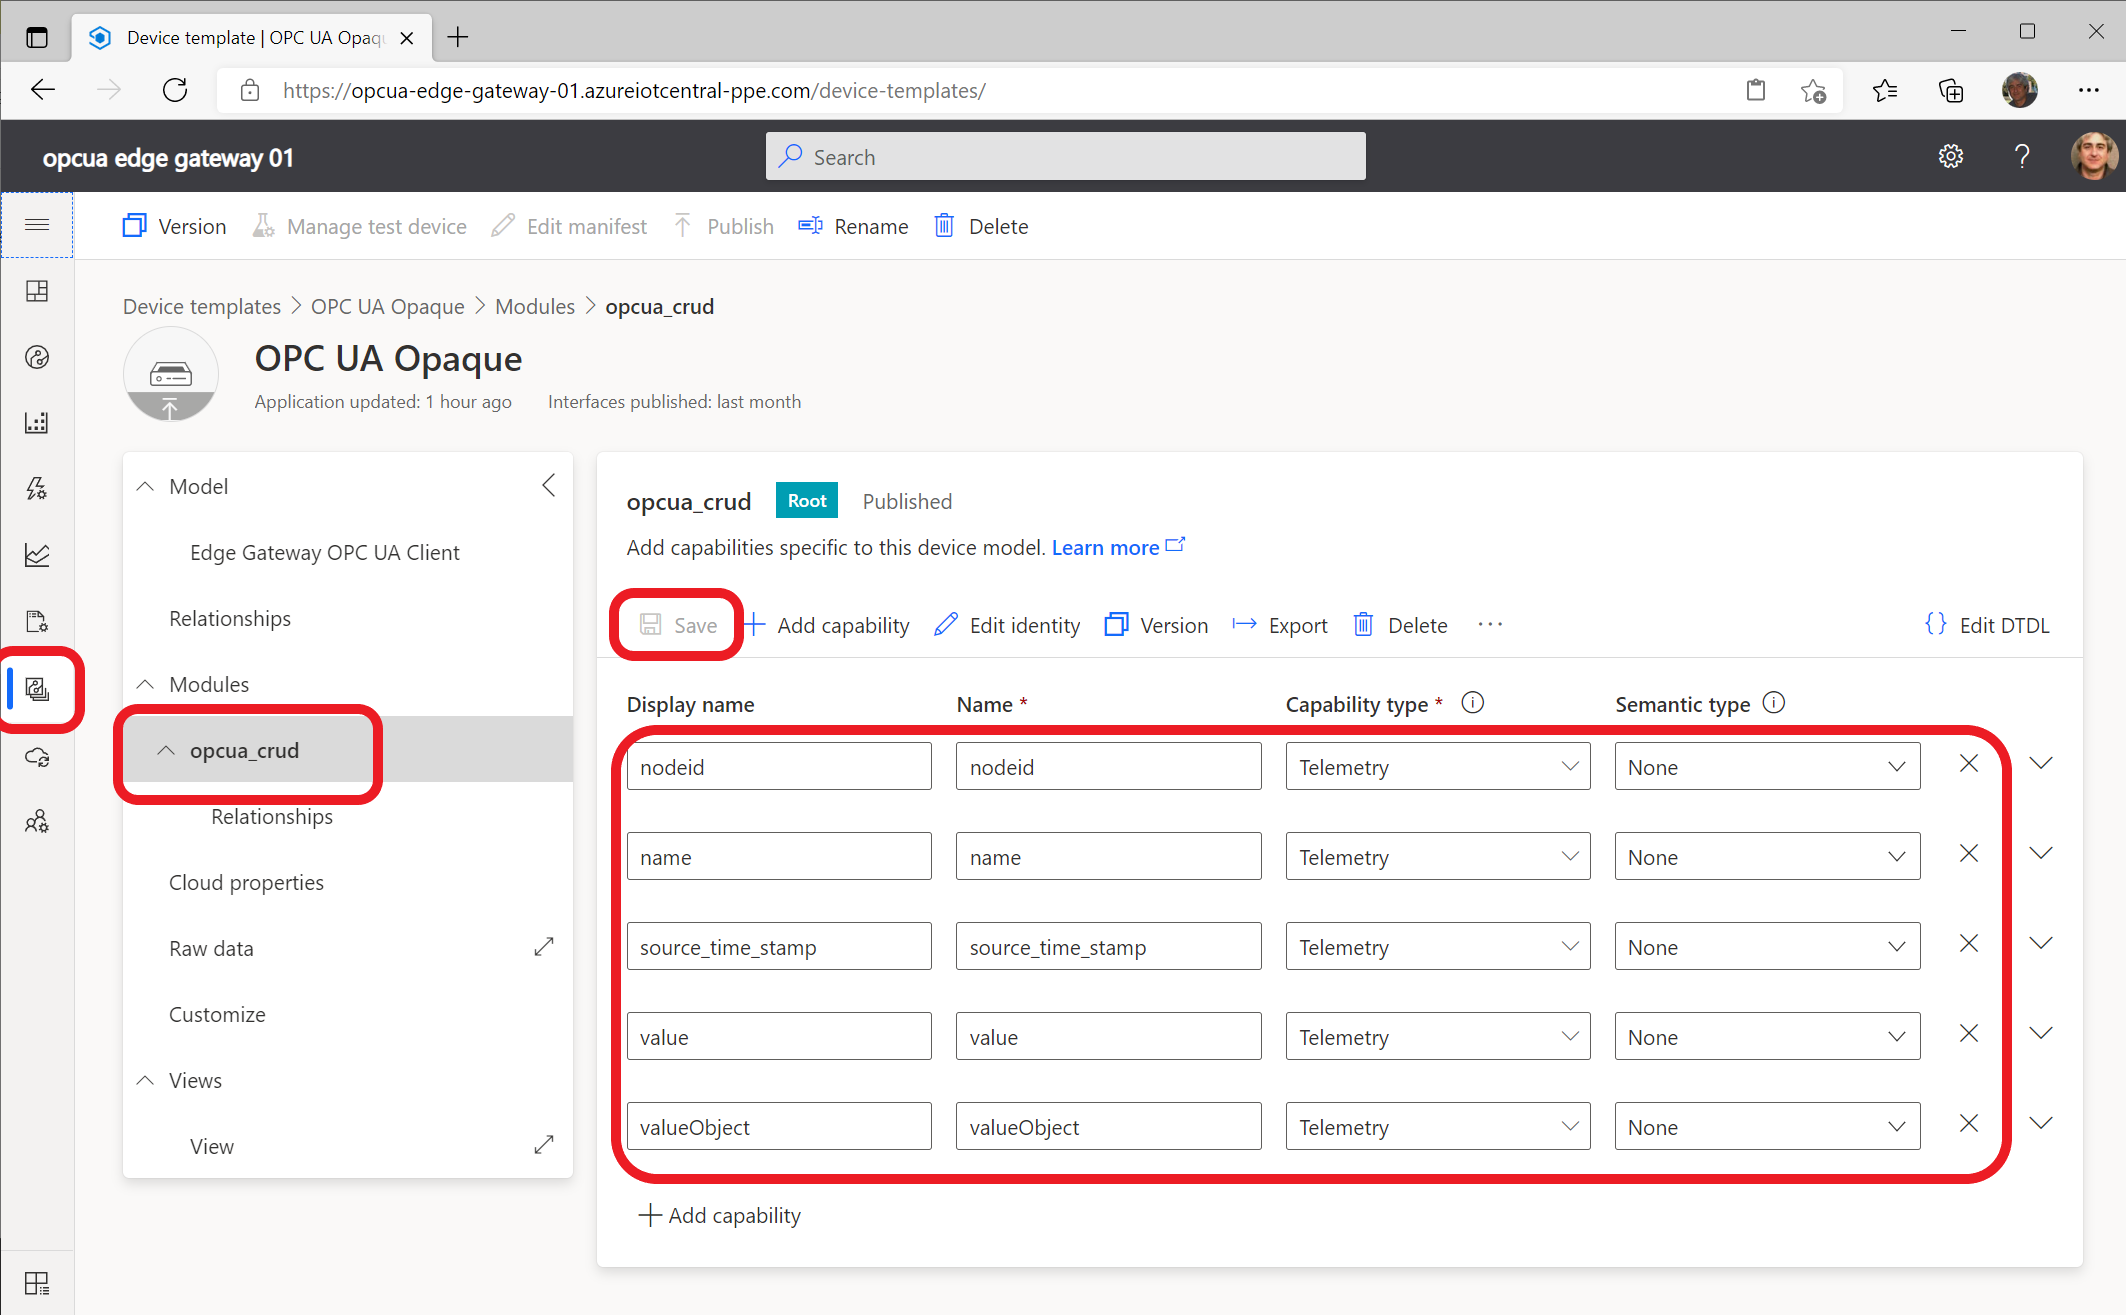 Device template | OPC UA Opaqu
https://opcua-edge-gateway-01.azureiotcentral-ppe.com/device-templates/
opcua edge gateway 01
Search
Version
Manage test device
Edit manifest
Publish
Rename
Delete
Device templates > OPC UA Opaque > Modules > opcua_crud
OPC UA Opaque
Application updated: 1 hour ago
Interfaces published: last month
Model
Edge Gateway OPC UA Client
Relationships
Modules
opcua_crud
Relationships
Cloud properties
Raw data
Customize
Views
View
opcua_crud Root Published
Add capabilities specific to this device model. Learn more
Save
Add capability
Edit identity
Version
Export
Delete
...
{} Edit DTDL
Display name Name * Capability type * Semantic type
nodeid nodeid Telemetry None
name name Telemetry None
source_time_stamp source_time_stamp Telemetry None
value value Telemetry None
valueObject valueObject Telemetry None
Add capability